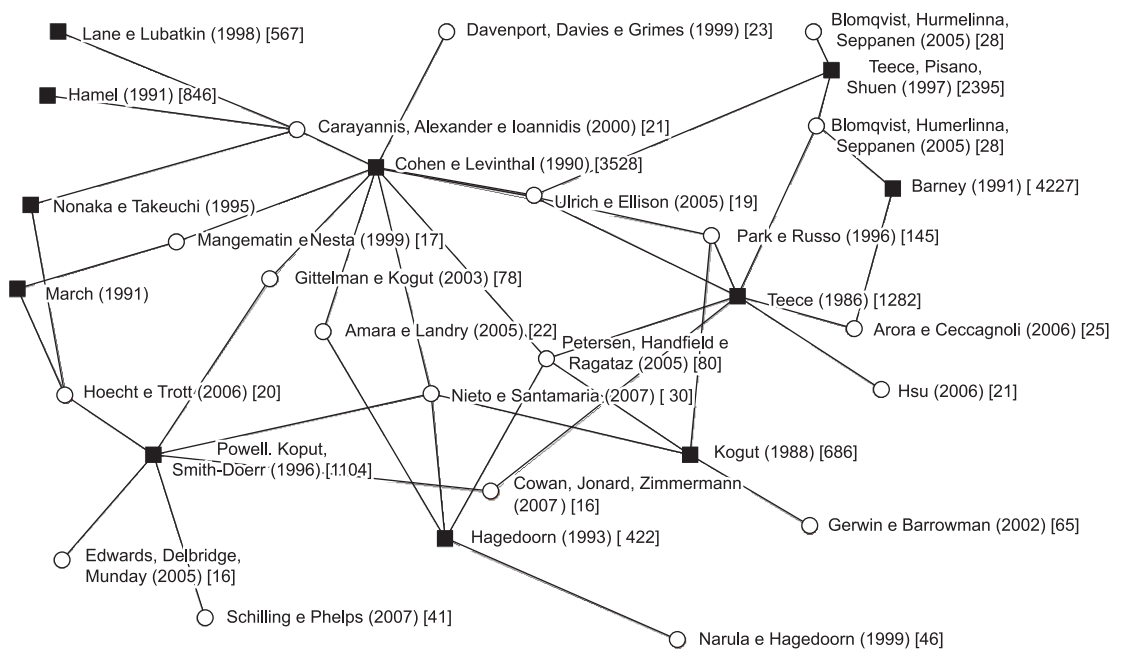 Lane e Lubatkin (1998) [567]
Davenport, Davies e Grimes (1999) [23]
Blomqvist, Hurmelinna,
Seppanen (2005) [28]
Teece, Pisano,
Shuen (1997) [2395]
Hamel (1991) [846]
Carayannis, Alexander e Ioannidis (2000) [21]
Blomqvist, Humerlinna,
Seppanen (2005) [28]
Cohen e Levinthal (1990) [3528]
Barney (1991) [ 4227]
Nonaka e Takeuchi (1995)
Ulrich e Ellison (2005) [19]
Mangematin e Nesta (1999) [17]
Park e Russo (1996) [145]
Gittelman e Kogut (2003) [78]
March (1991)
Teece (1986) [1282]
Amara e Landry (2005) [22]
Arora e Ceccagnoli (2006) [25]
Petersen, Handfield e
Ragataz (2005) [80]
Hoecht e Trott (2006) [20]
Nieto e Santamaria (2007) [ 30]
Hsu (2006) [21]
Powell. Koput,
Smith-Doerr (1996) [1104]
Kogut (1988) [686]
Cowan, Jonard, Zimmermann
(2007 ) [16]
Gerwin e Barrowman (2002) [65]
Hagedoorn (1993) [ 422]
Edwards, Delbridge,
Munday (2005) [16]
Schilling e Phelps (2007) [41]
Narula e Hagedoorn (1999) [46]